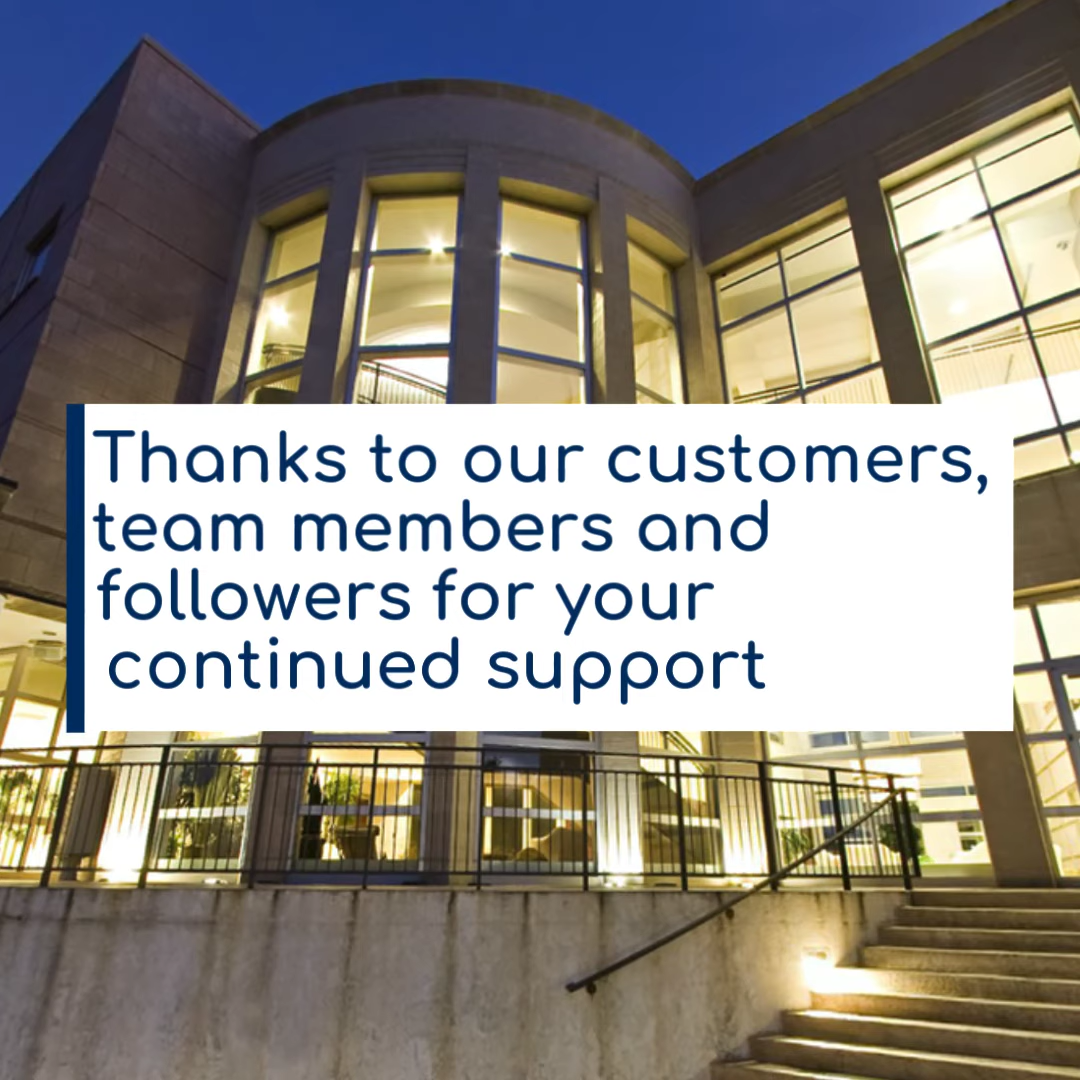 Thanks to our customers,
team members and
followers for your
continued support